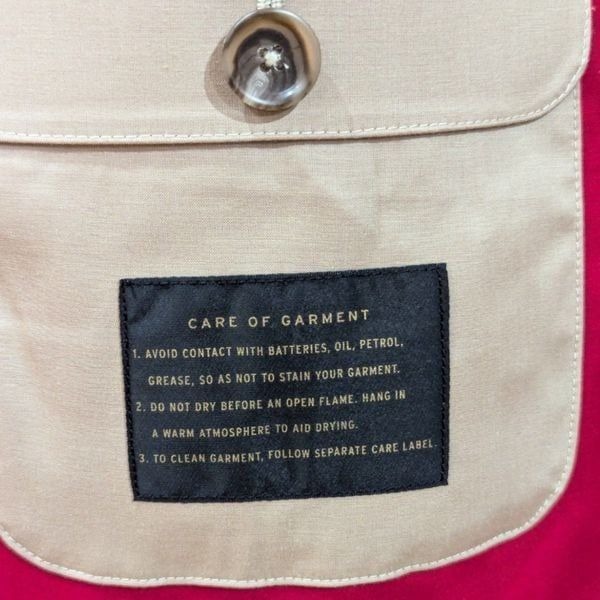 CARE OF GARMENT
1. AVOID CONTACT WITH BATTERIES, OIL, PETROL,
GREASE, SO AS NOT TO STAIN YOUR GARMENT.
2. DO NOT DRY BEFORE AN OPEN FLAME. HANG IN
A WARM ATMOSPHERE TO AID DRYING.
3. TO CLEAN GARMENT, FOLLOW SEPARATE CARE LABEL.